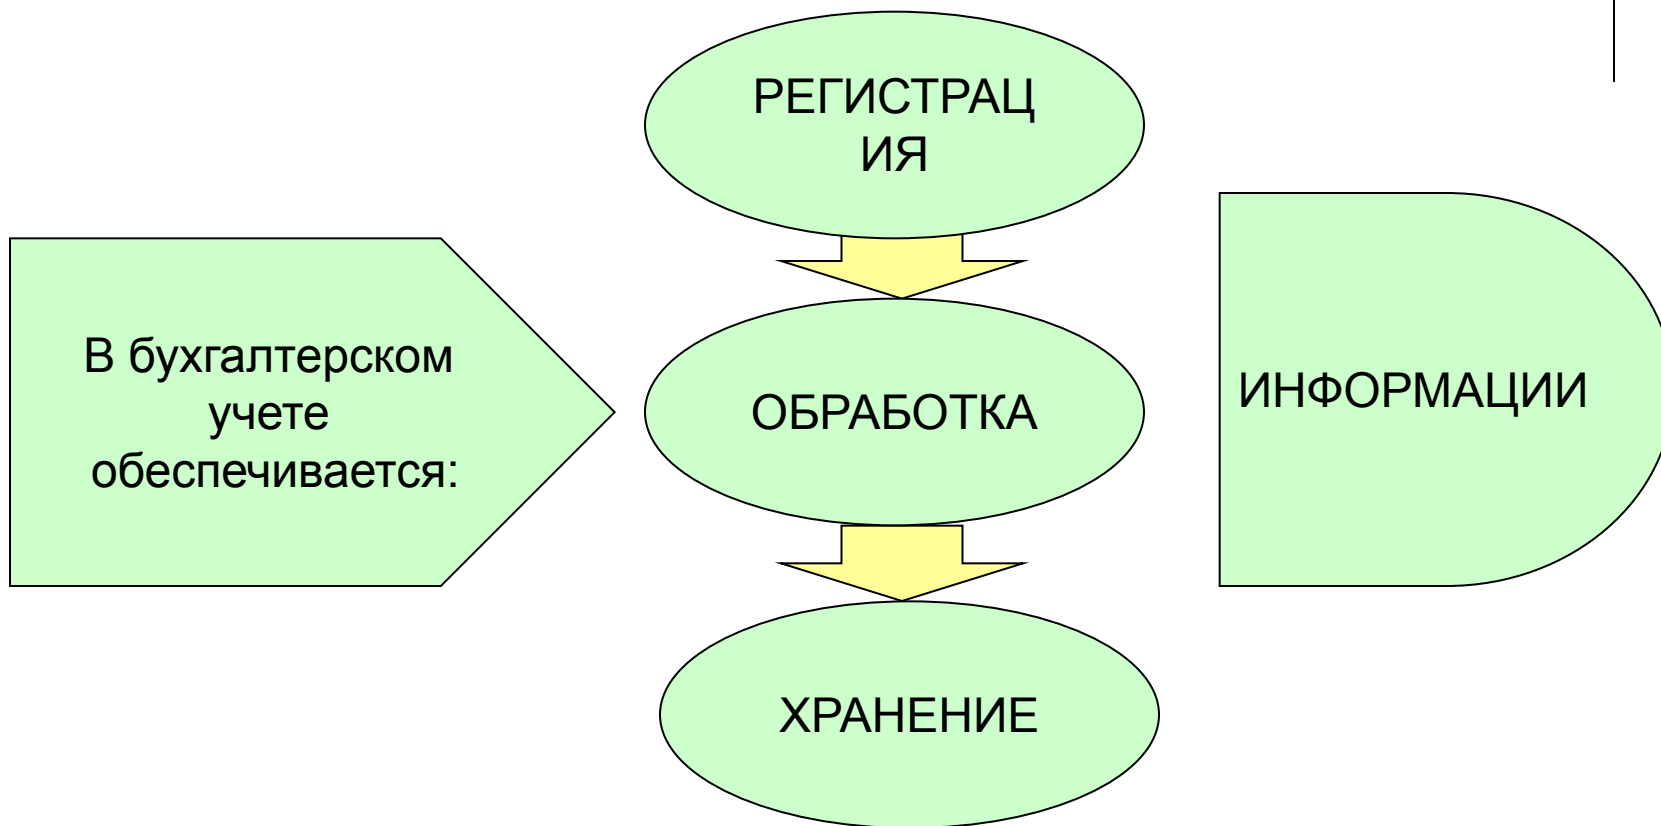 В бухгалтерском
учете
обеспечивается:
РЕГИСТРАЦ
ИЯ
ОБРАБОТКА
ХРАНЕНИЕ
ИНФОРМАЦИИ